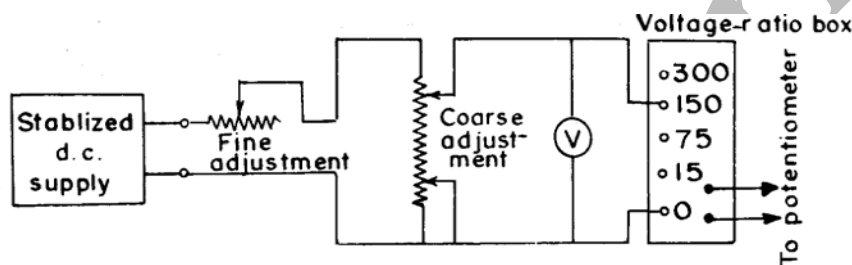 Voltage-ratio box
Stablized
d.c.
supply
Fine
adjustment
Coarse
adjust-
ment
V
300
150
75
15
0
To potentiometer